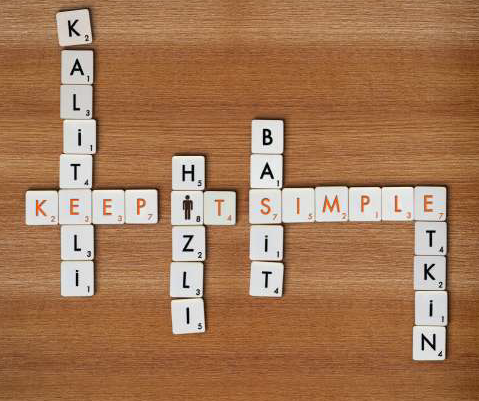 KEEP IT SIMPLE
KALİTELİ
HIZLI
BASİT
ETKİN